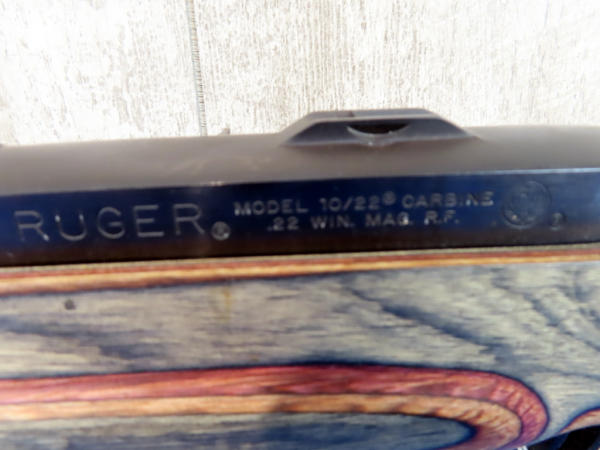 RUGER®
MODEL 10/22® CARBINE
.22 WIN. MAG. R.F.